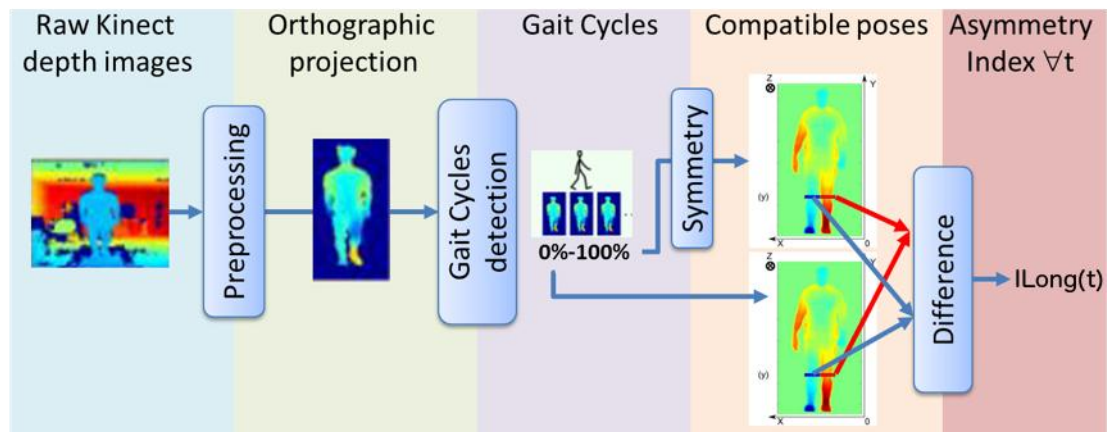 Raw Kinect
depth images
Orthographic
projection
Gait Cycles
Compatible poses
Asymmetry
Index ∀t
Preprocessing
Gait Cycles
detection
0%-100%
Symmetry
Z
Y
(y)
X
0
Z
Y
(y)
X
0
Difference
ILong(t)